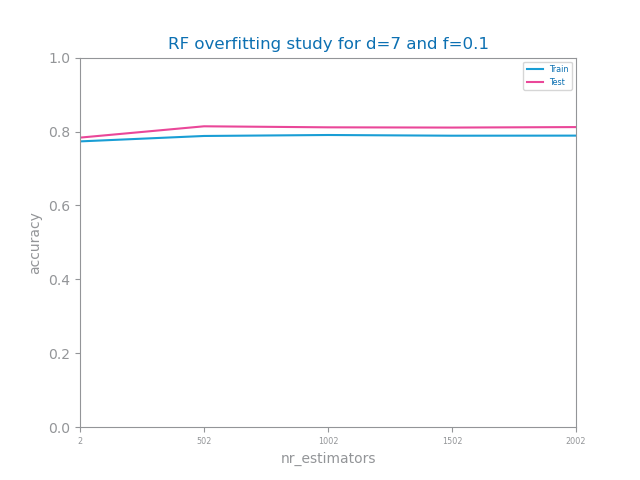 RF overfitting study for d=7 and f=0.1
1.0
0.8
0.6
0.4
0.2
0.0
accuracy
Train
Test
2 502 1002 1502 2002
nr_estimators